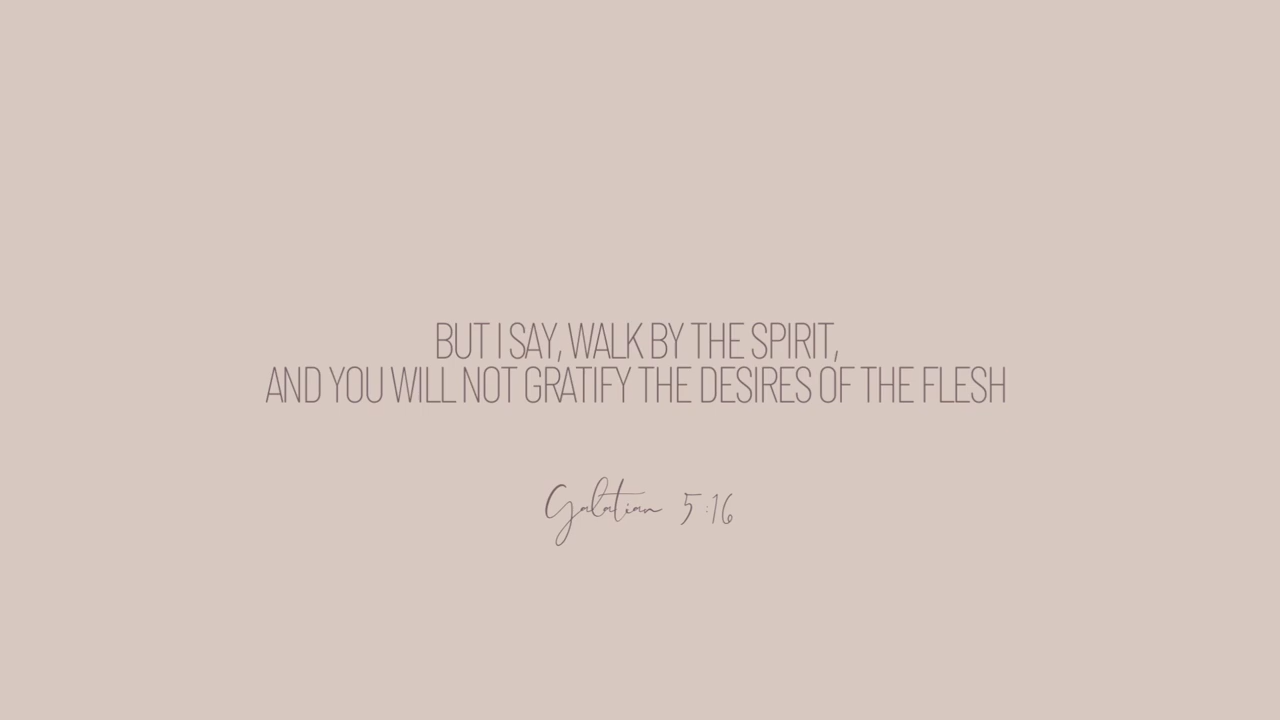 BUT I SAY, WALK BY THE SPIRIT,
AND YOU WILL NOT GRATIFY THE DESIRES OF THE FLESH
Galatian 5:16